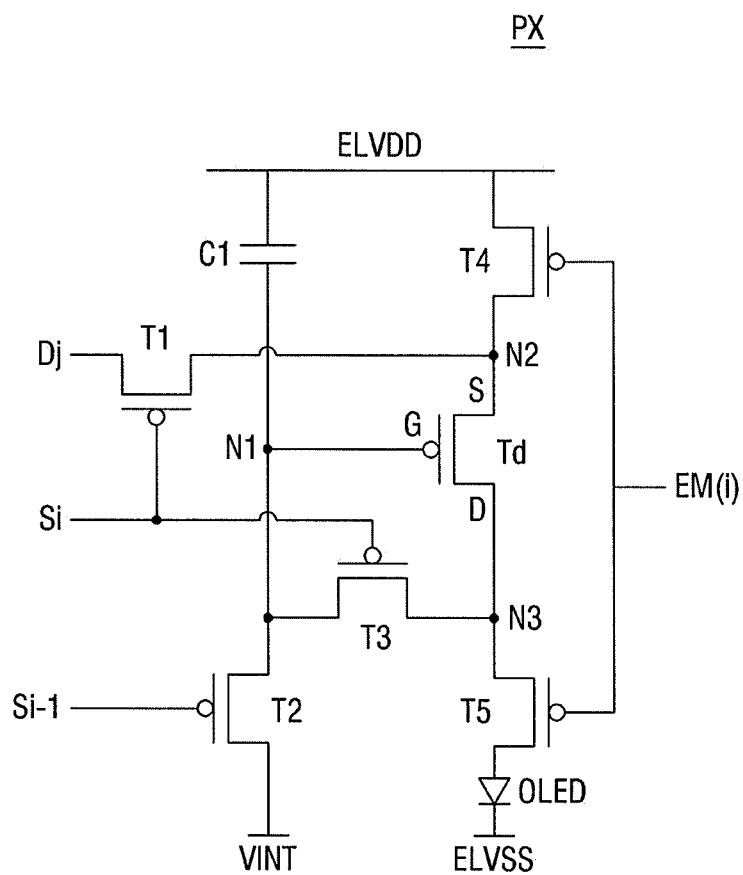 PX
ELVDD
C1
T4
T1
Dj
N2
S
G
N1
Td
EM(i)
D
Si
T3
N3
Si-1
T2
T5
OLED
VINT
ELVSS